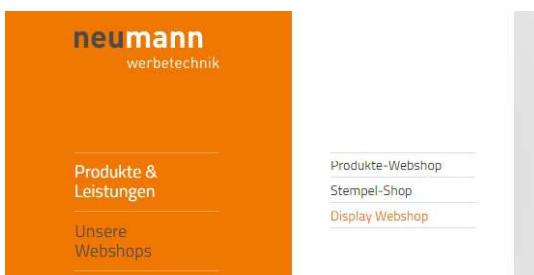 neumann
werbetechnik
Produkte &
Leistungen
Unsere
Webshops
Produkte-Webshop
Stempel-Shop
Display Webshop